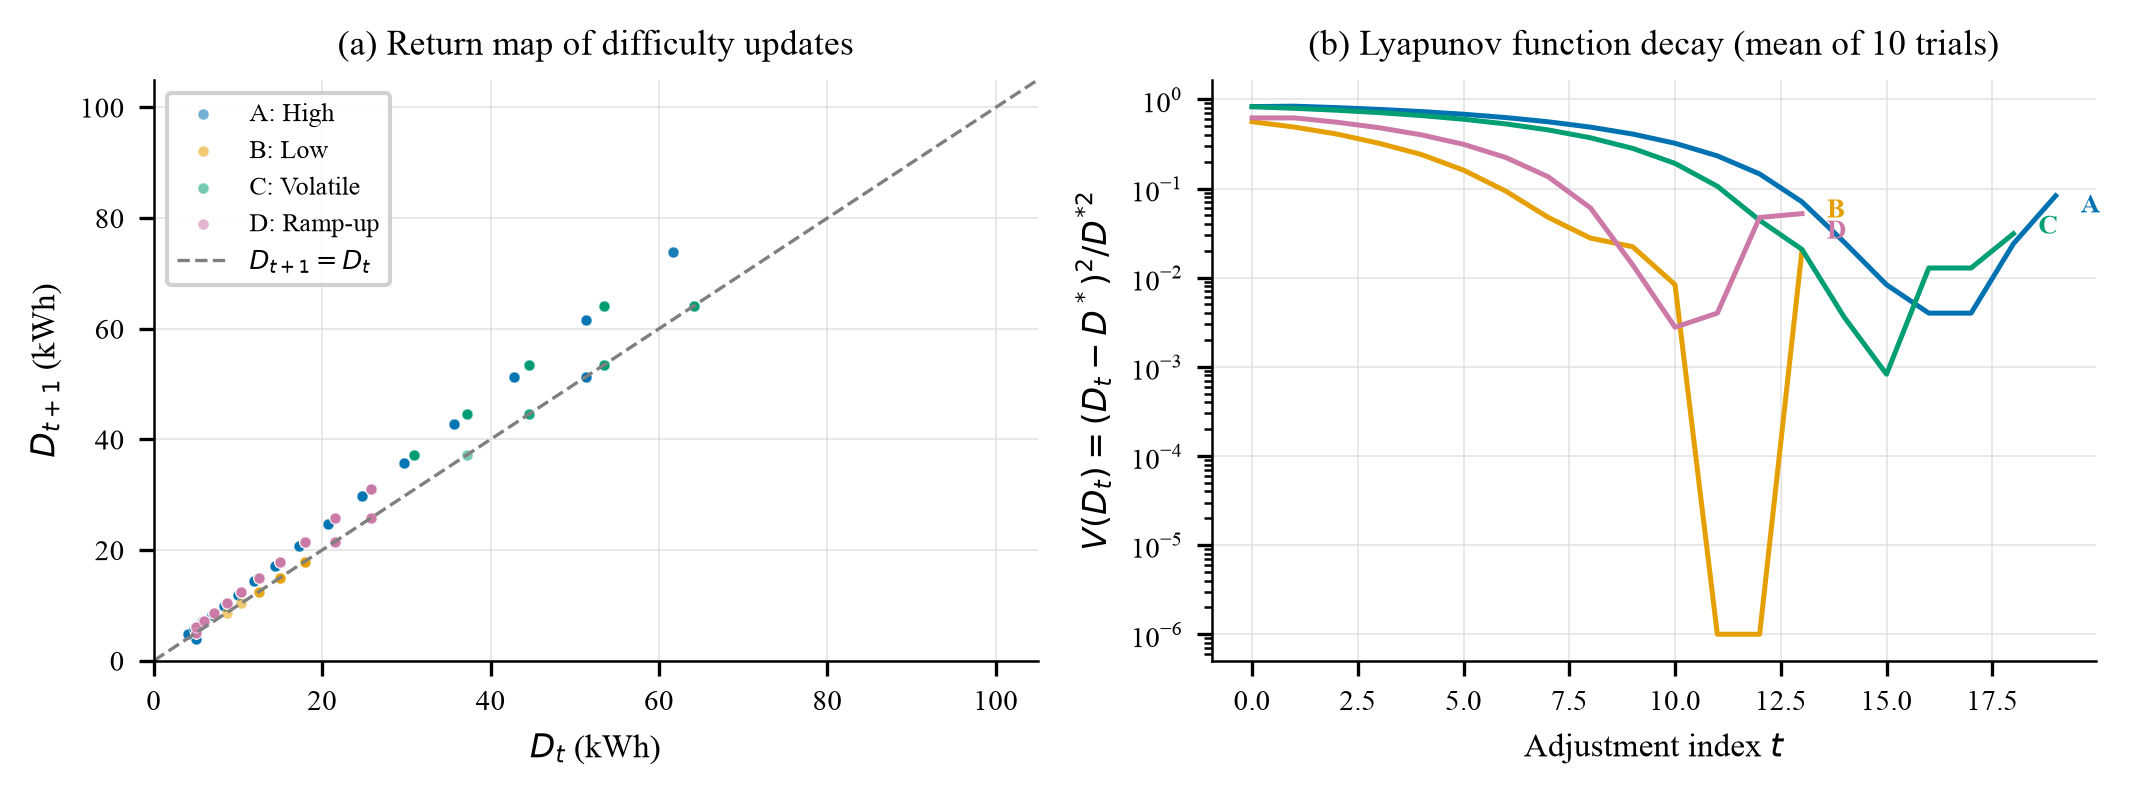 (a) Return map of difficulty updates
A: High
B: Low
C: Volatile
D: Ramp-up
D_{t+1} = D_t
D_{t+1} (kWh)
100
80
60
40
20
0
0 20 40 60 80 100
D_t (kWh)
(b) Lyapunov function decay (mean of 10 trials)
V(D_t) = (D_t − D^*)^2/D^{*2}
10^0
10^{−1}
10^{−2}
10^{−3}
10^{−4}
10^{−5}
10^{−6}
A
B
C
D
0.0 2.5 5.0 7.5 10.0 12.5 15.0 17.5
Adjustment index t